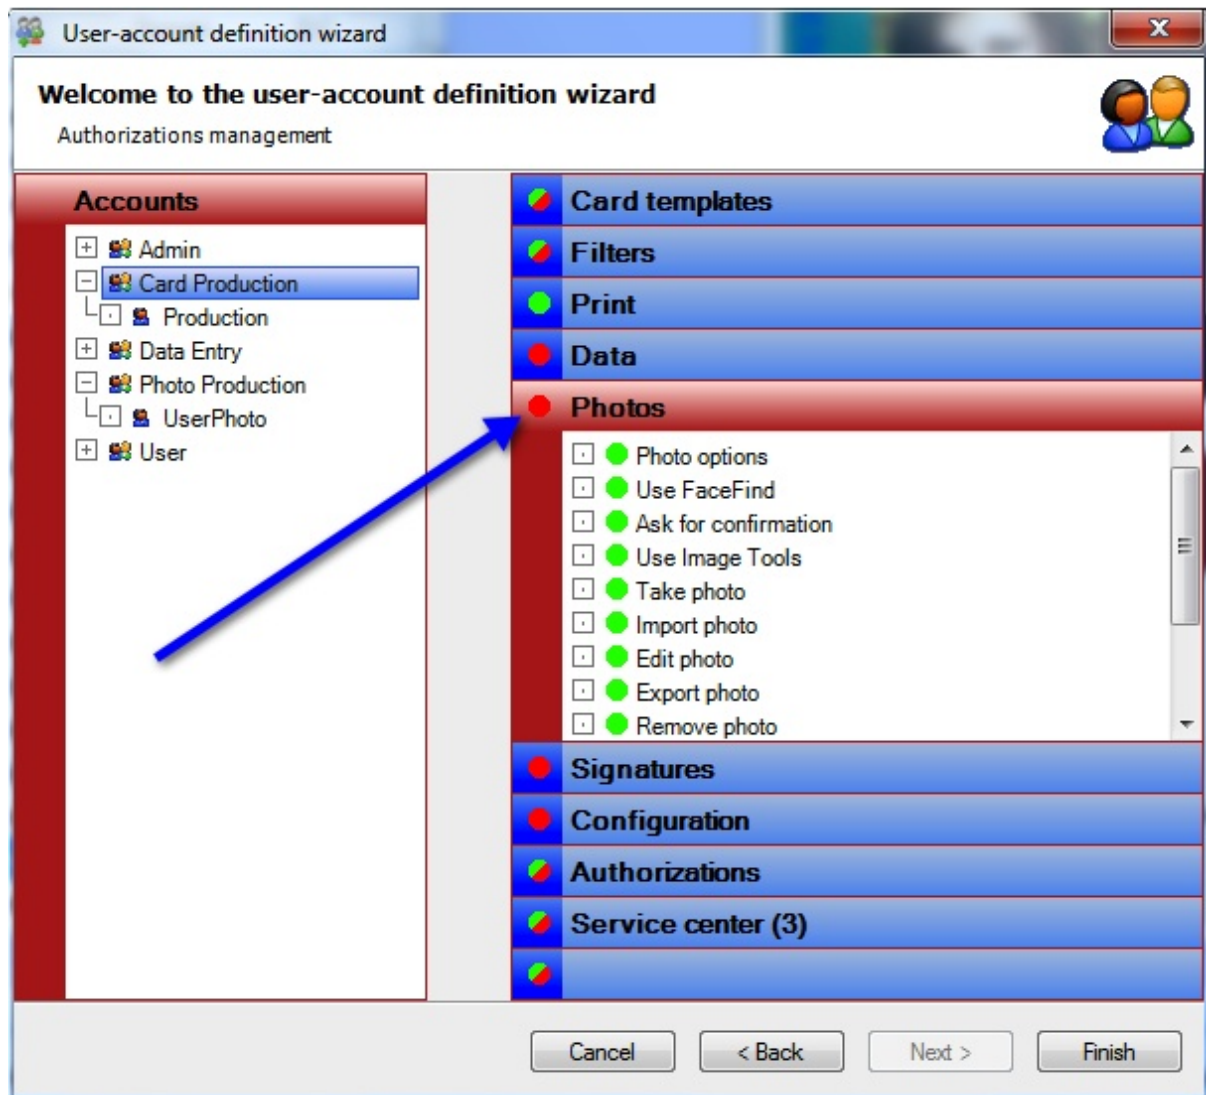 User-account definition wizard
Welcome to the user-account definition wizard
Authorizations management
Accounts
Admin
Card Production
Production
Data Entry
Photo Production
UserPhoto
User
Card templates
Filters
Print
Data
Photos
Photo options
Use FaceFind
Ask for confirmation
Use Image Tools
Take photo
Import photo
Edit photo
Export photo
Remove photo
Signatures
Configuration
Authorizations
Service center (3)
Cancel
< Back
Next >
Finish